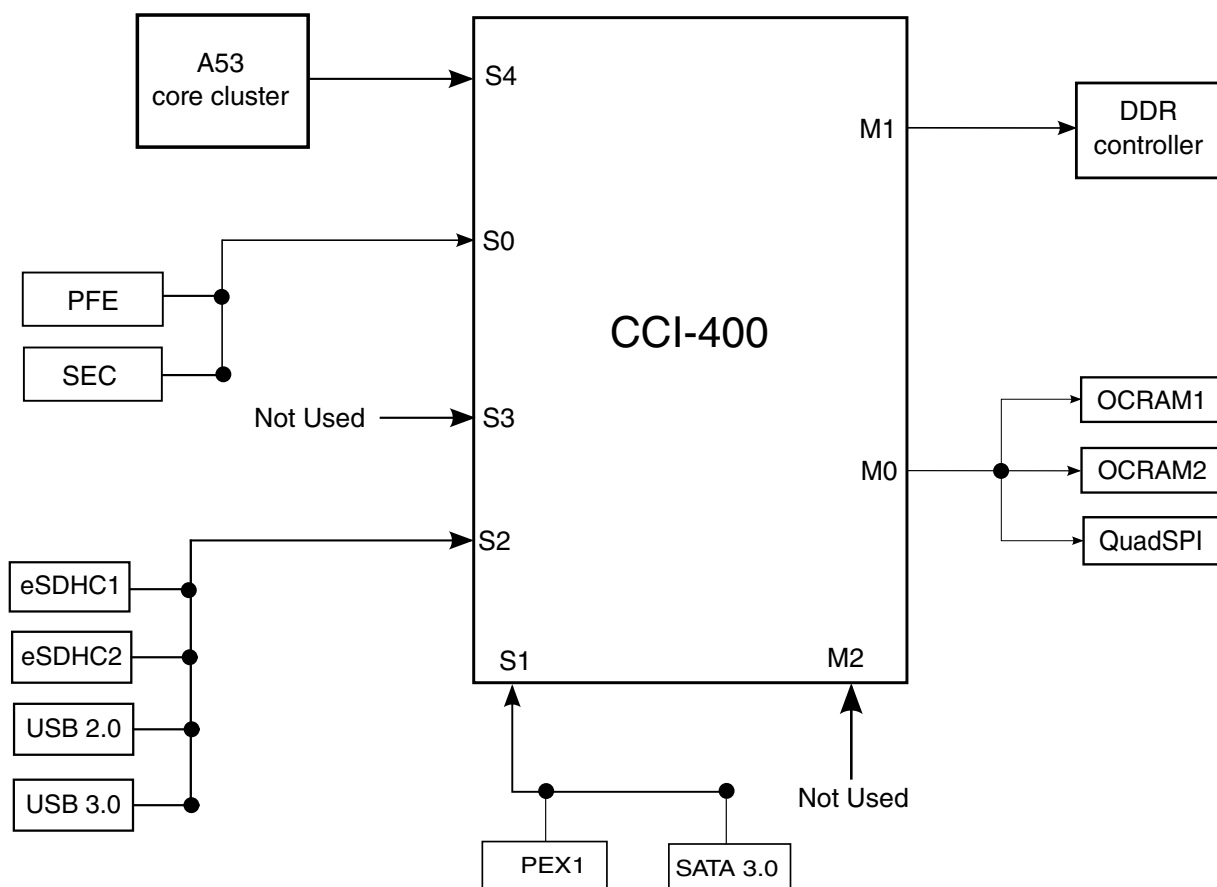 A53
core cluster
S4
M1
DDR
controller
S0
PFE
SEC
CCI-400
Not Used
S3
OCRAM1
M0
OCRAM2
QuadSPI
S2
eSDHC1
eSDHC2
USB 2.0
USB 3.0
S1
M2
Not Used
PEX1
SATA 3.0